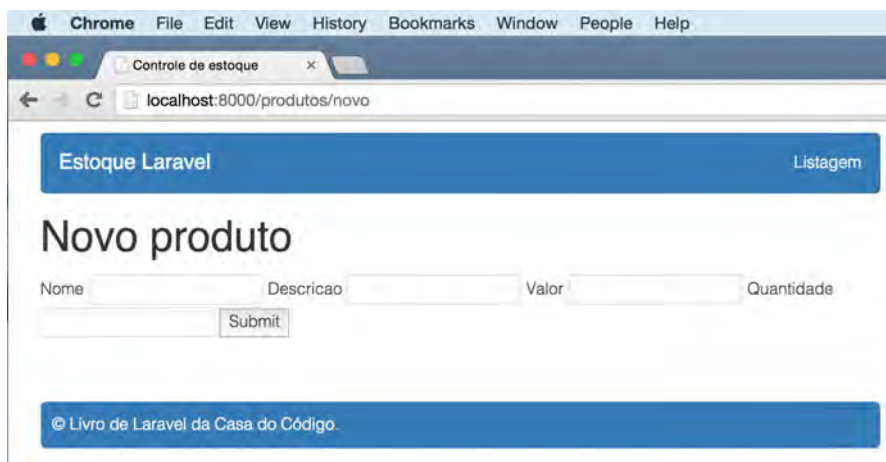 Chrome File Edit View History Bookmarks Window People Help
Controle de estoque ×
localhost:8000/produtos/novo
Estoque Laravel Listagem
Novo produto
Nome Descricao Valor Quantidade
Submit
© Livro de Laravel da Casa do Código.